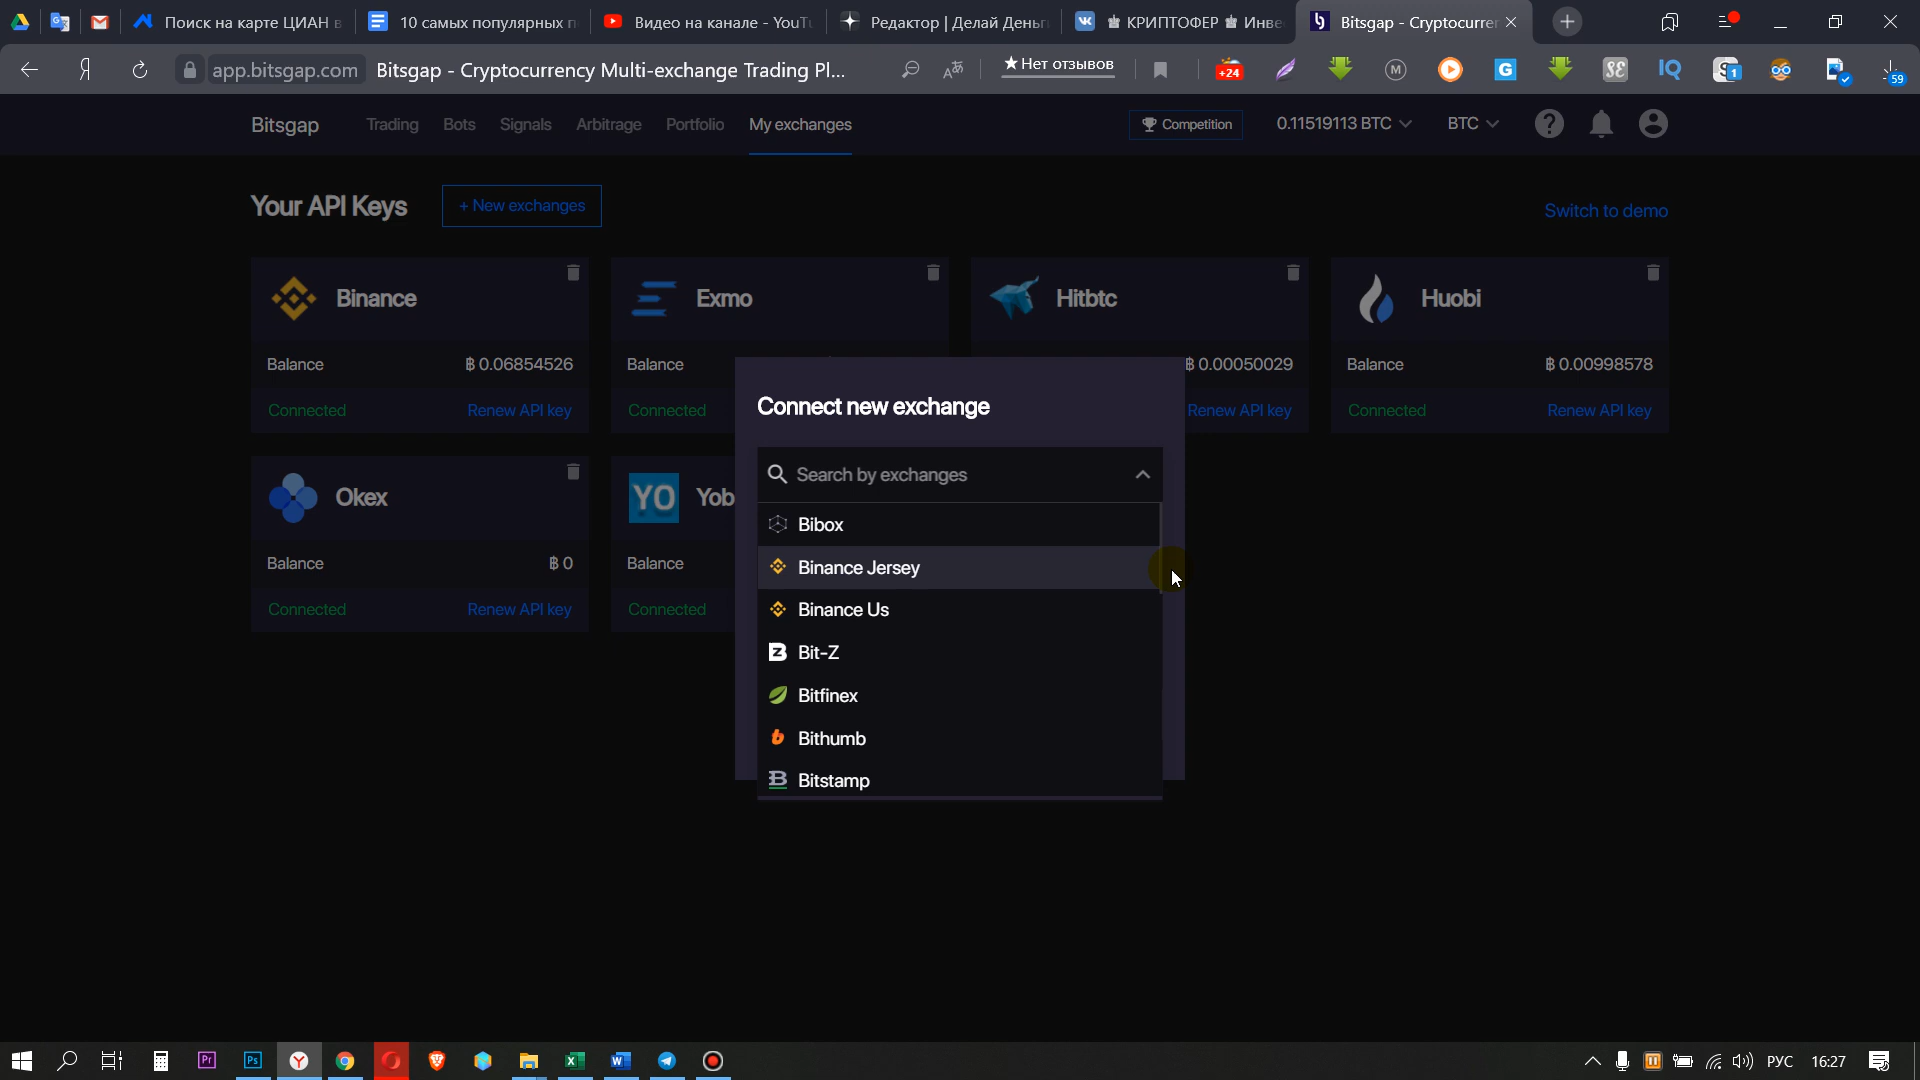 Поиск на карте ЦИАН в
10 самых популярных п
Видео на канале - YouTu
Редактор | Делай Деньг
КРИПТОФЕР Инве
Bitsgap - Cryptocurre
app.bitsgap.com Bitsgap - Cryptocurrency Multi-exchange Trading Pl...
★ Нет отзывов
+24
1
59
Bitsgap
Trading
Bots
Signals
Arbitrage
Portfolio
My exchanges
Competition
0.11519113 BTC
BTC
Your API Keys
+ New exchanges
Switch to demo
Binance
Balance ฿ 0.06854526
Connected Renew API key
Exmo
Balance
Connected
Hitbtc
฿ 0.00050029
Renew API key
Huobi
Balance ฿ 0.00998578
Connected Renew API key
Okex
Balance ฿ 0
Connected Renew API key
YO Yob
Balance
Connected
Connect new exchange
Search by exchanges
Bibox
Binance Jersey
Binance Us
Bit-Z
Bitfinex
Bithumb
Bitstamp
РУС
16:27